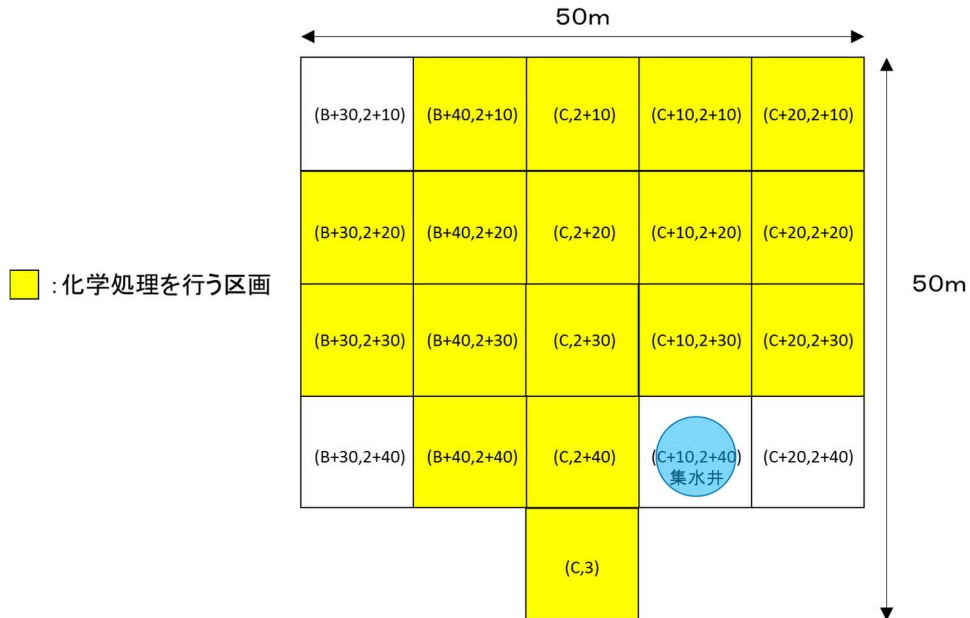 50m
(B+30,2+10) (B+40,2+10) (C,2+10) (C+10,2+10) (C+20,2+10)
(B+30,2+20) (B+40,2+20) (C,2+20) (C+10,2+20) (C+20,2+20)
:化学処理を行う区画
50m
(B+30,2+30) (B+40,2+30) (C,2+30) (C+10,2+30) (C+20,2+30)
(B+30,2+40) (B+40,2+40) (C,2+40) (C+10,2+40) (C+20,2+40)
集水井
(C,3)